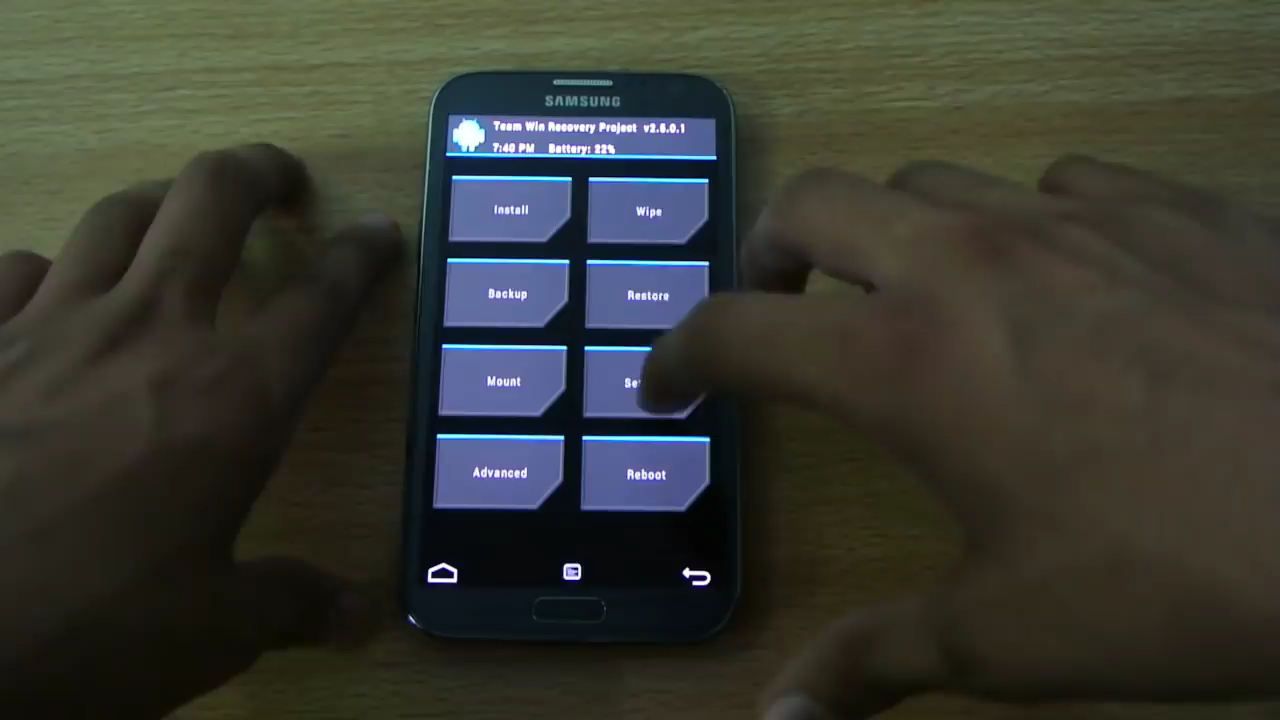 SAMSUNG
Team Win Recovery Project v2.5.0.1
7:40 PM Battery: 22%
Install
Wipe
Backup
Restore
Mount
Advanced
Reboot